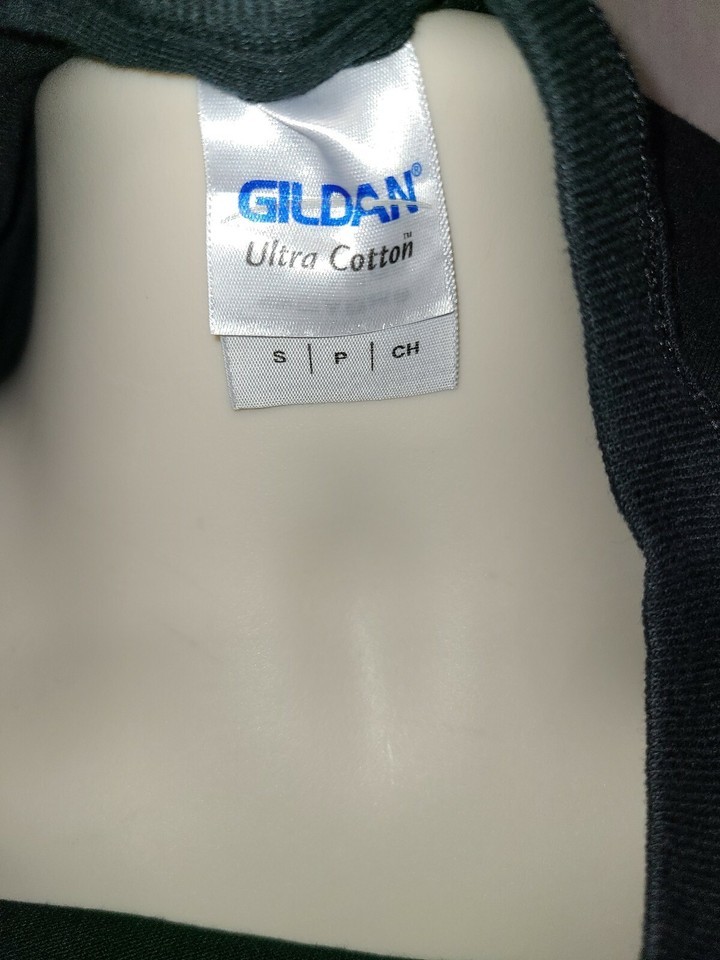 GILDAN®
Ultra Cotton™
S | P | CH